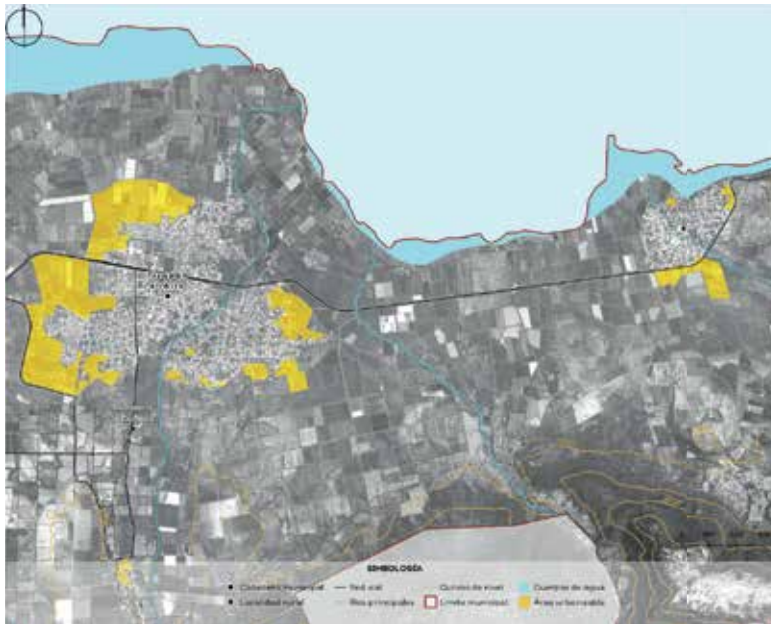 SIMBOLOGÍA
Cabecera municipal Red vial Curvas de nivel Cuerpos de agua
Localidad rural Ríos principales Límite municipal Área urbanizable